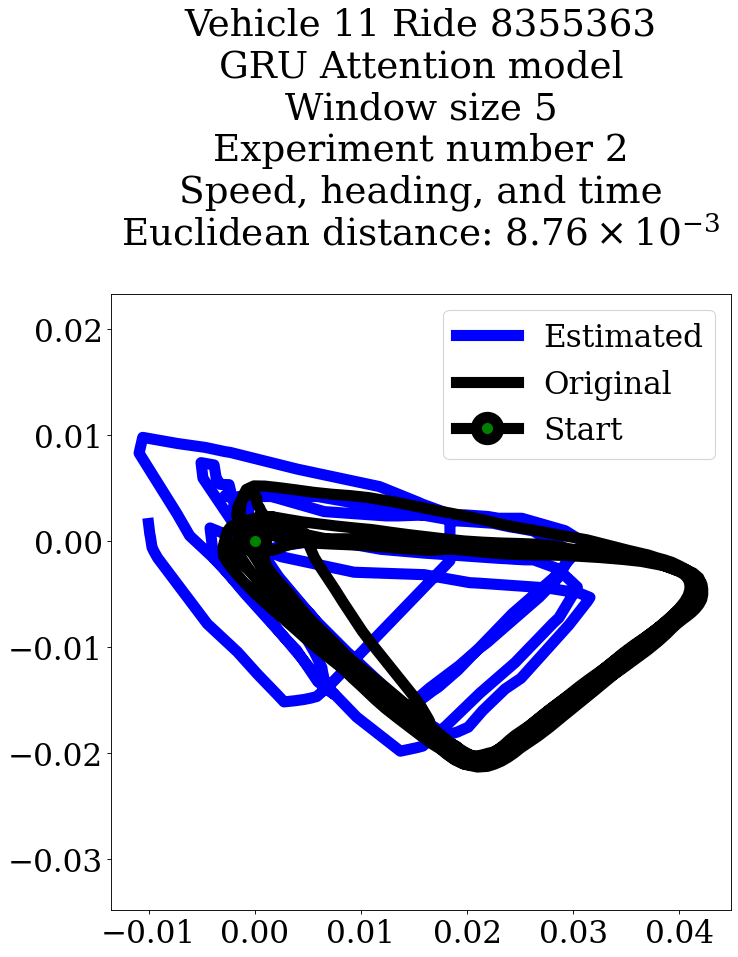 Vehicle 11 Ride 8355363
GRU Attention model
Window size 5
Experiment number 2
Speed, heading, and time
Euclidean distance: 8.76 × 10⁻³
Estimated
Original
Start
0.02
0.01
0.00
−0.01
−0.02
−0.03
−0.01 0.00 0.01 0.02 0.03 0.04